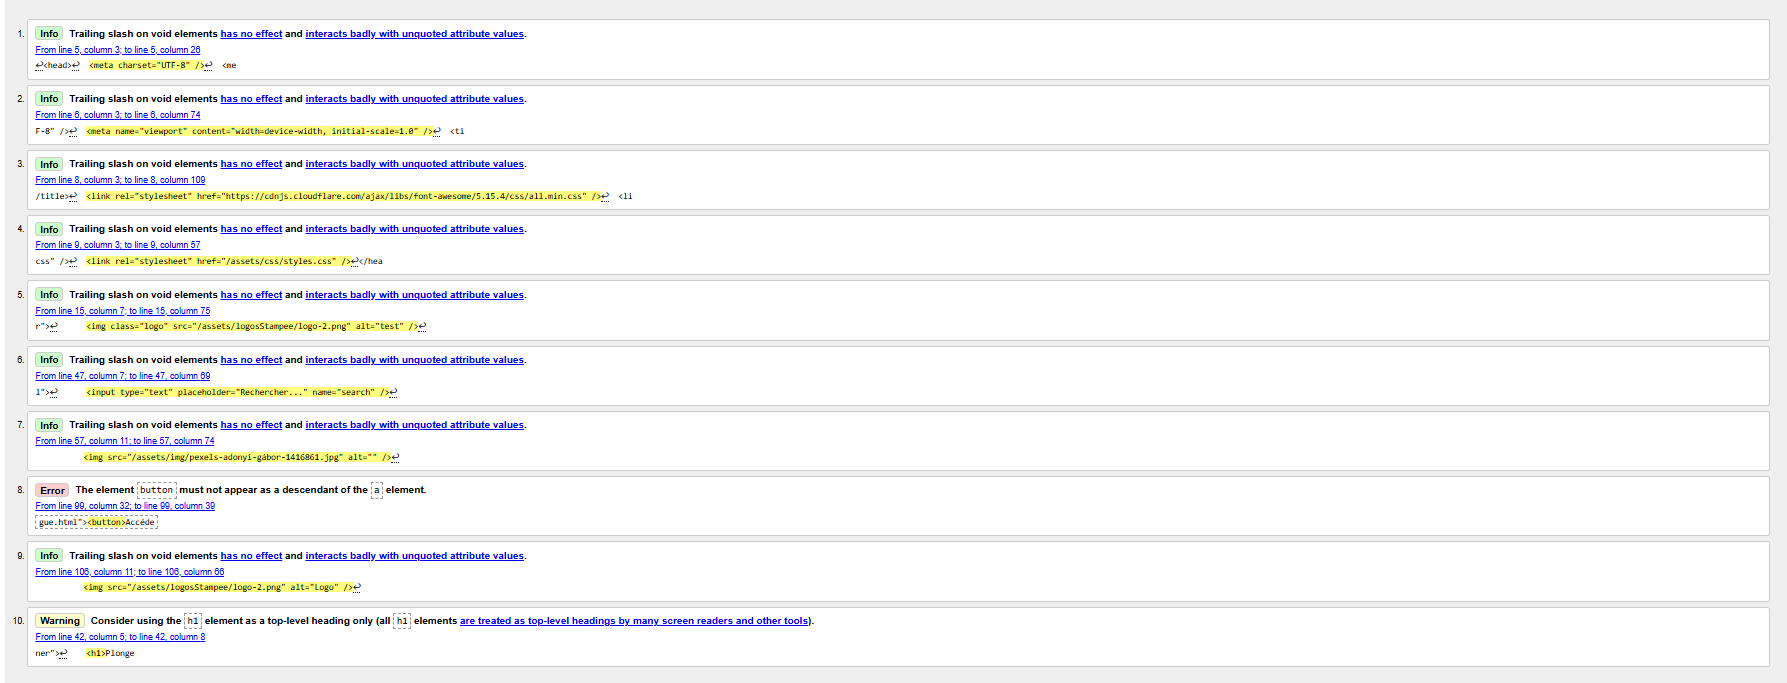 1. Info Trailing slash on void elements has no effect and interacts badly with unquoted attribute values.
From line 5, column 3; to line 5, column 26
↩<head>↩  <meta charset="UTF-8" />↩  <me
2. Info Trailing slash on void elements has no effect and interacts badly with unquoted attribute values.
From line 6, column 3; to line 6, column 74
F-8" />↩  <meta name="viewport" content="width=device-width, initial-scale=1.0" />↩  <ti
3. Info Trailing slash on void elements has no effect and interacts badly with unquoted attribute values.
From line 8, column 3; to line 8, column 109
/title>↩  <link rel="stylesheet" href="https://cdnjs.cloudflare.com/ajax/libs/font-awesome/5.15.4/css/all.min.css" />↩  <li
4. Info Trailing slash on void elements has no effect and interacts badly with unquoted attribute values.
From line 9, column 3; to line 9, column 57
css" />↩  <link rel="stylesheet" href="/assets/css/styles.css" />↩</hea
5. Info Trailing slash on void elements has no effect and interacts badly with unquoted attribute values.
From line 15, column 7; to line 15, column 75
r">↩      <img class="logo" src="/assets/logosStampee/logo-2.png" alt="test" />↩
6. Info Trailing slash on void elements has no effect and interacts badly with unquoted attribute values.
From line 47, column 7; to line 47, column 69
l">↩      <input type="text" placeholder="Rechercher..." name="search" />↩
7. Info Trailing slash on void elements has no effect and interacts badly with unquoted attribute values.
From line 57, column 11; to line 57, column 74
<img src="/assets/img/pexels-adonyi-gábor-1416861.jpg" alt="" />↩
8. Error The element button must not appear as a descendant of the a element.
From line 99, column 32; to line 99, column 39
gue.html"><button>Accéde
9. Info Trailing slash on void elements has no effect and interacts badly with unquoted attribute values.
From line 106, column 11; to line 106, column 66
<img src="/assets/logosStampee/logo-2.png" alt="Logo" />↩
10. Warning Consider using the h1 element as a top-level heading only (all h1 elements are treated as top-level headings by many screen readers and other tools).
From line 42, column 5; to line 42, column 8
ner">↩    <h1>Plonge